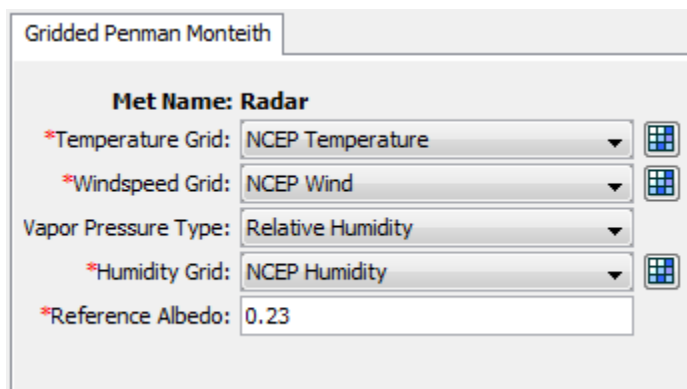 Gridded Penman Monteith
Met Name: Radar
*Temperature Grid: NCEP Temperature
*Windspeed Grid: NCEP Wind
Vapor Pressure Type: Relative Humidity
*Humidity Grid: NCEP Humidity
*Reference Albedo: 0.23